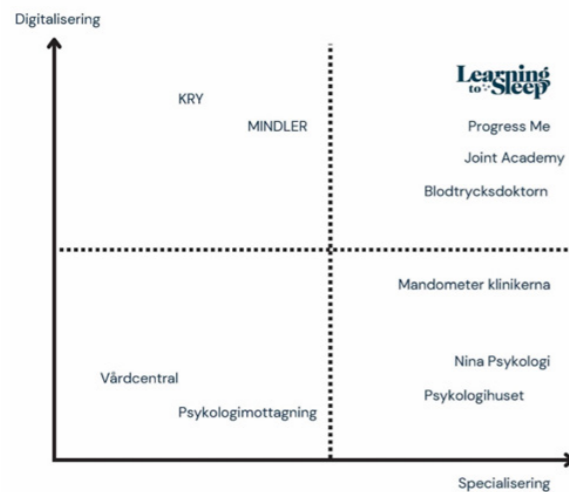 Digitalisering
Learning
to Sleep
KRY
MINDLER
Progress Me
Joint Academy
Blodtrycksdoktorn
Mandometer klinikerna
Nina Psykologi
Vårdcentral
Psykologihuset
Psykologimottagning
Specialisering